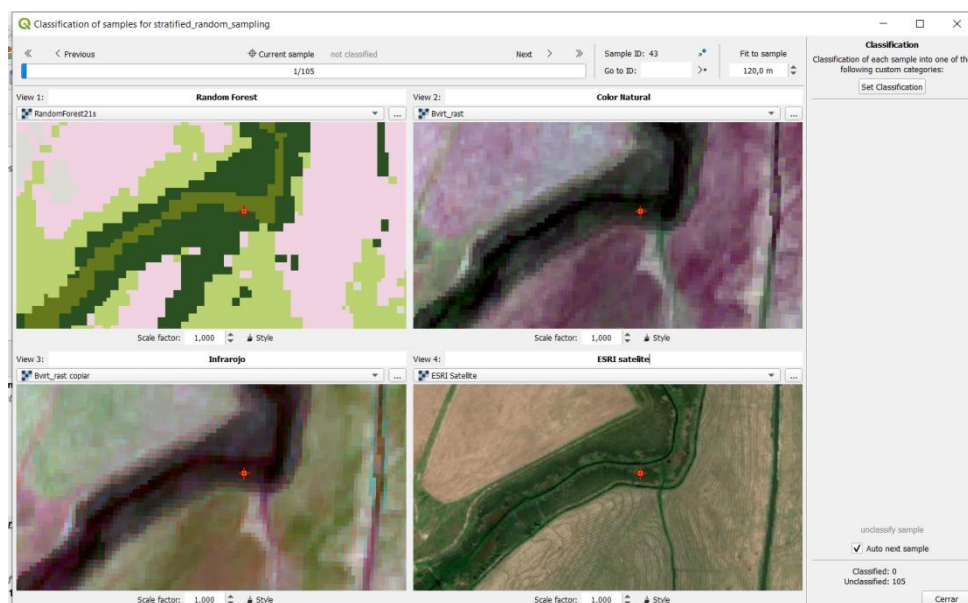 Classification of samples for stratified_random_sampling
Previous
Current sample
not classified
Next
1/105
Sample ID: 43
Go to ID:
Fit to sample
120,0 m
Classification
Classification of each sample into one of the
following custom categories:
Set Classification
View 1:
Random Forest
RandomForest21s
...
View 2:
Color Natural
Bvirt_rast
...
Scale factor: 1,000 Style
Scale factor: 1,000 Style
View 3:
Infrarojo
Bvirt_rast copiar
...
View 4:
ESRI satelite
ESRI Satelite
...
Scale factor: 1,000 Style
Scale factor: 1,000 Style
unclassify sample
Auto next sample
Classified: 0
Unclassified: 105
Cerrar